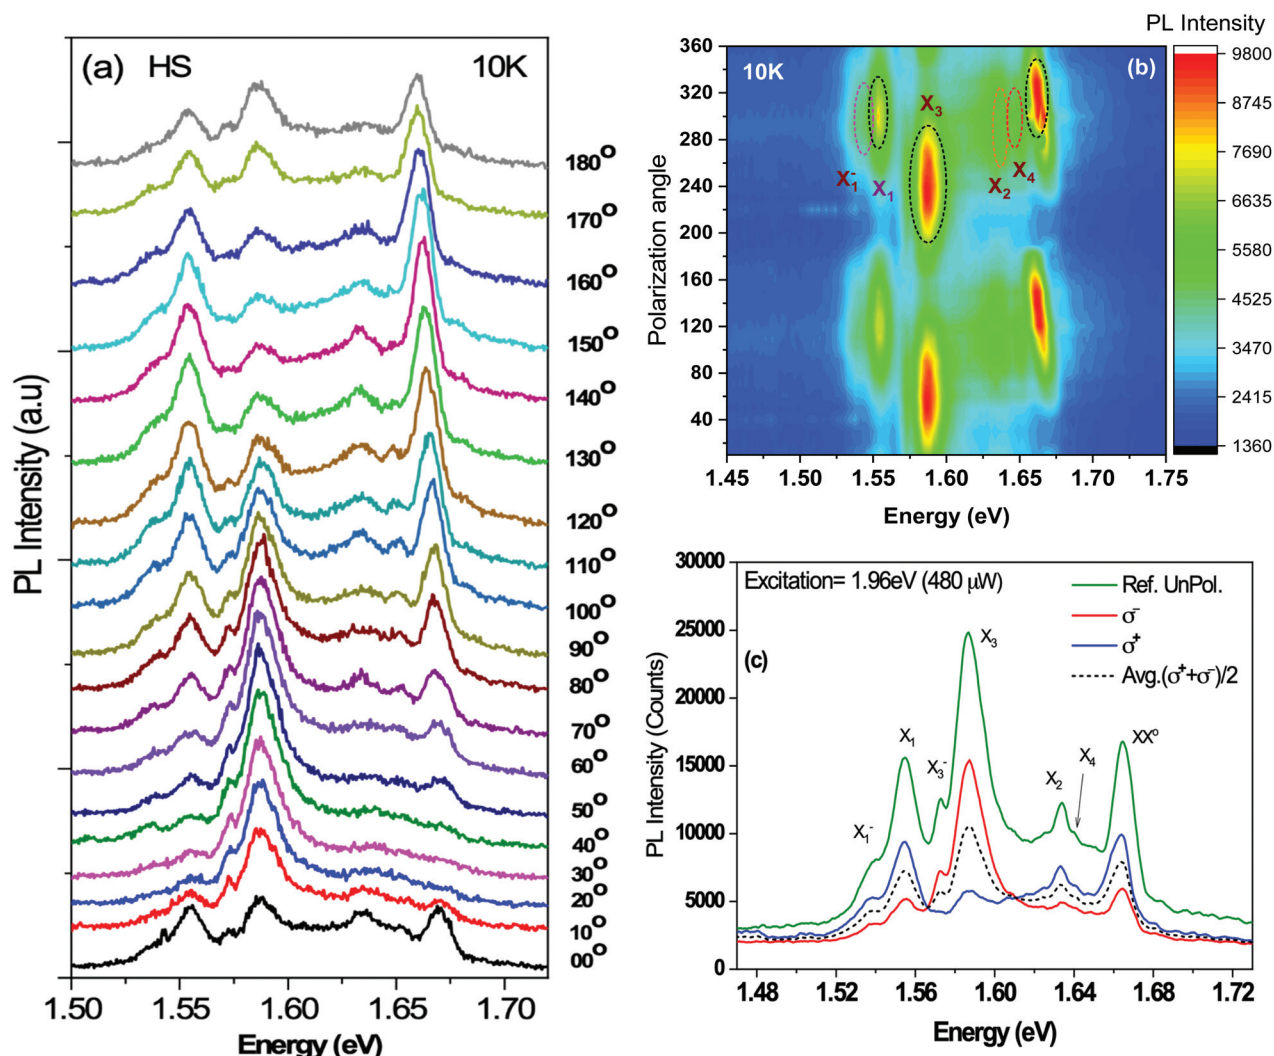 (a) HS 10K
180°
170°
160°
150°
140°
130°
120°
110°
100°
90°
80°
70°
60°
50°
40°
30°
20°
10°
00°
PL Intensity (a.u)
1.50 1.55 1.60 1.65 1.70
Energy (eV)
PL Intensity
10K (b)
360
320
280
240
200
160
120
80
40
Polarization angle
X₃
X₁⁻ X₁
X₂ X₄
9800
8745
7690
6635
5580
4525
3470
2415
1360
1.45 1.50 1.55 1.60 1.65 1.70 1.75
Energy (eV)
Excitation= 1.96eV (480 μW)
(c)
Ref. UnPol.
σ⁻
σ⁺
Avg.(σ⁺+σ⁻)/2
X₁⁻
X₁
X₃⁻
X₃
X₂
X₄
XX⁰
30000
25000
20000
15000
10000
5000
0
PL Intensity (Counts)
1.48 1.52 1.56 1.60 1.64 1.68 1.72
Energy (eV)